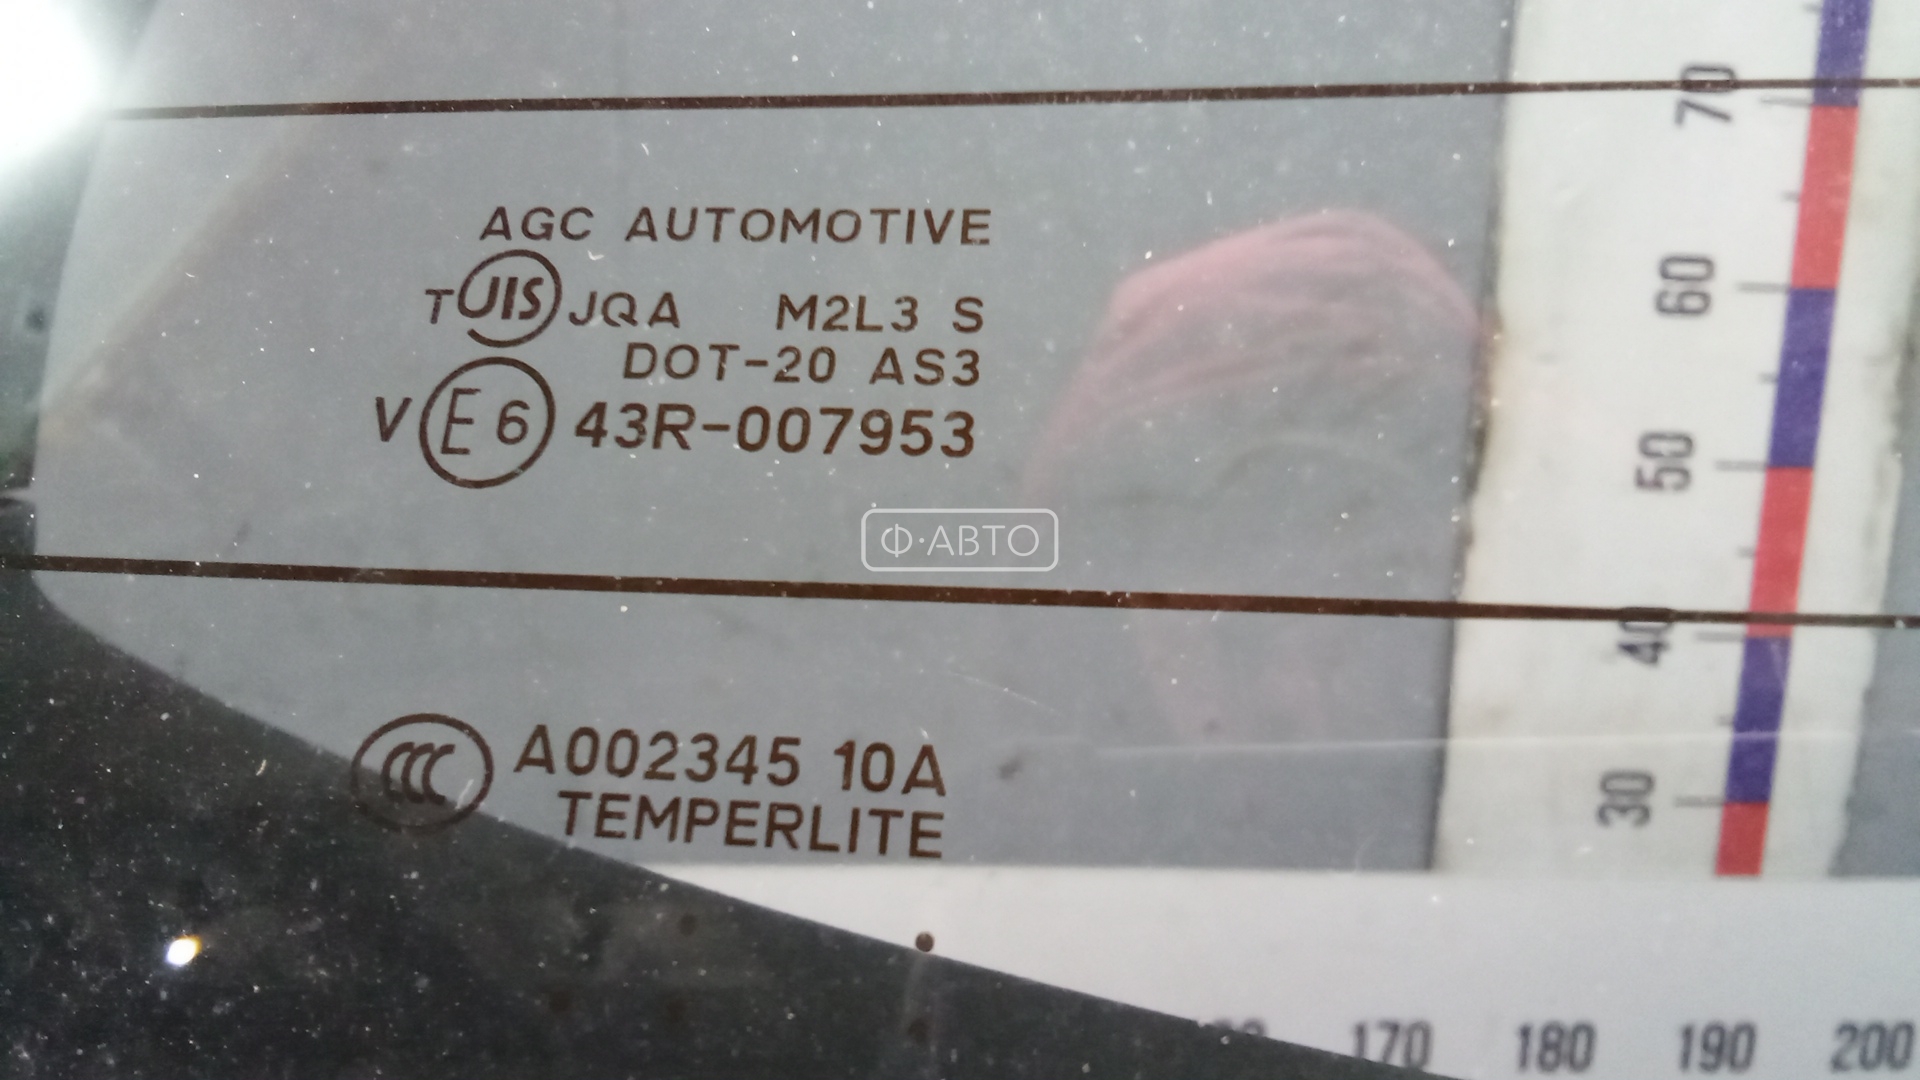 AGC AUTOMOTIVE
T JIS JQA M2L3 S
DOT-20 AS3
V E6 43R-007953
Ф·АВТО
CCC A002345 10A
TEMPERLITE
70
60
50
40
30
170 180 190 200